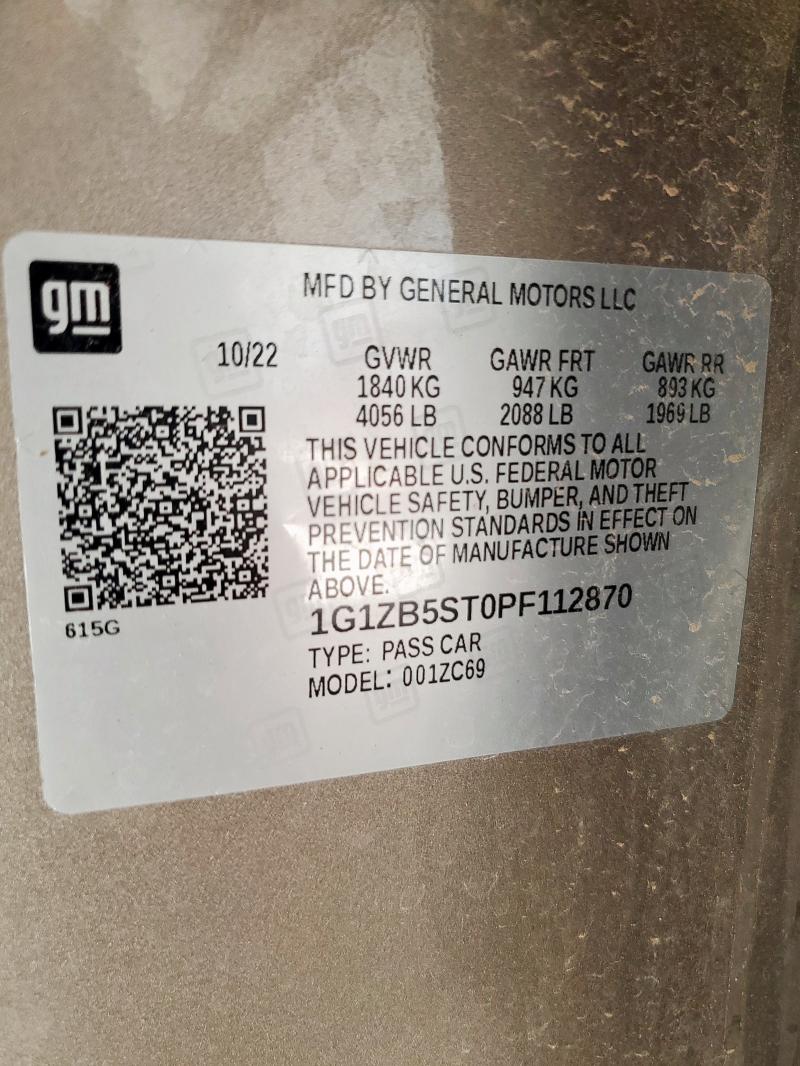 gm
MFD BY GENERAL MOTORS LLC
10/22 GVWR GAWR FRT GAWR RR
1840 KG 947 KG 893 KG
4056 LB 2088 LB 1969 LB
THIS VEHICLE CONFORMS TO ALL
APPLICABLE U.S. FEDERAL MOTOR
VEHICLE SAFETY, BUMPER, AND THEFT
PREVENTION STANDARDS IN EFFECT ON
THE DATE OF MANUFACTURE SHOWN
ABOVE.
615G
1G1ZB5ST0PF112870
TYPE: PASS CAR
MODEL: 001ZC69